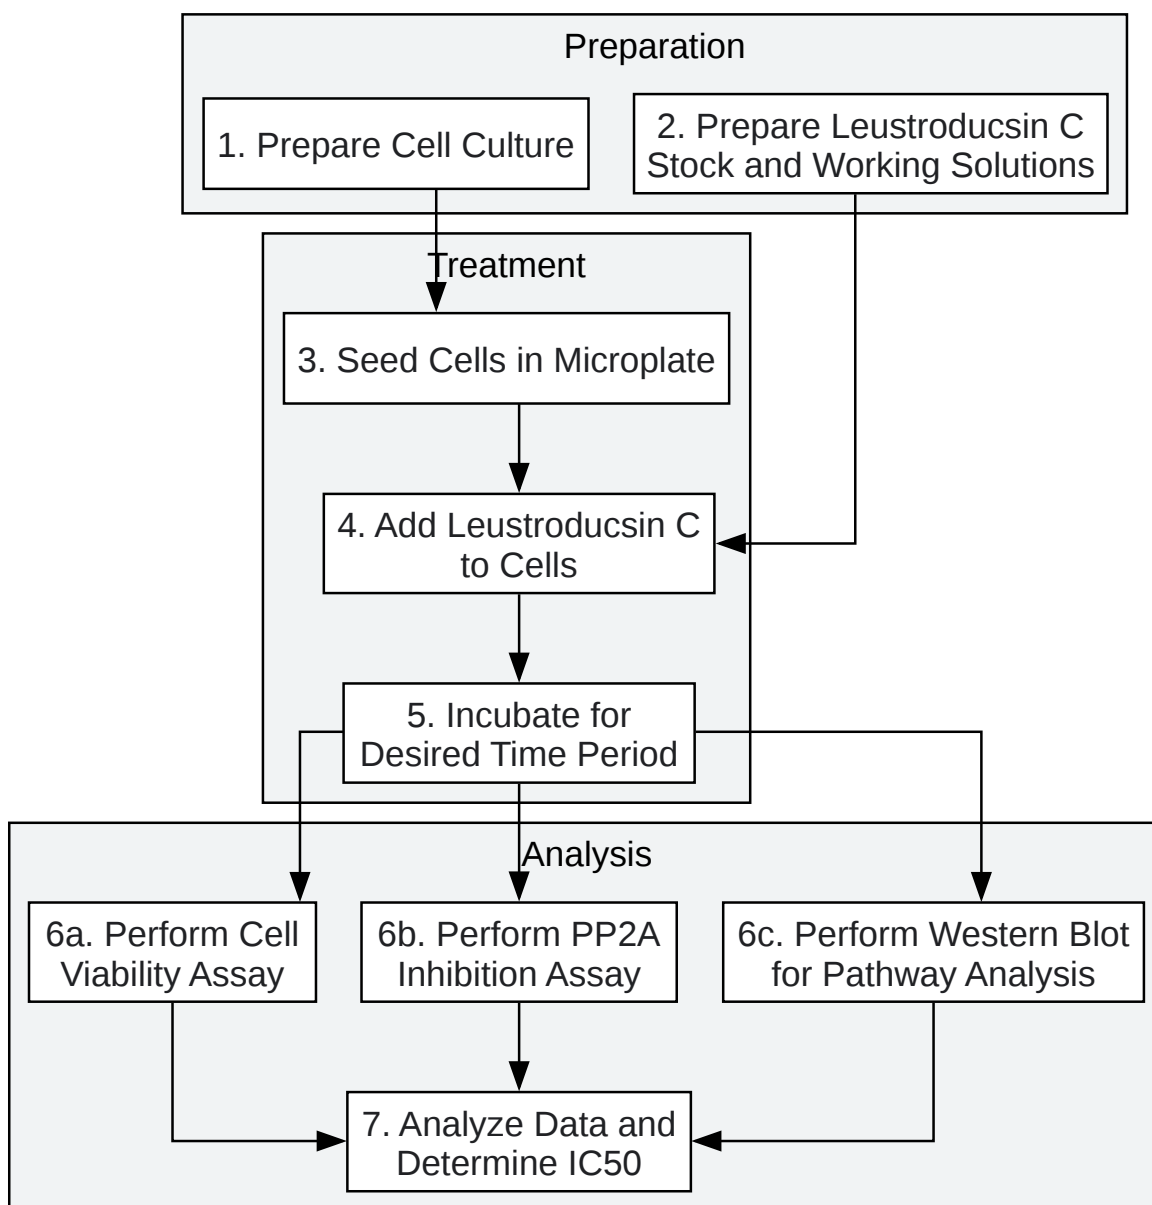 Preparation
1. Prepare Cell Culture
2. Prepare Leustroducsin C
Stock and Working Solutions
Treatment
3. Seed Cells in Microplate
4. Add Leustroducsin C
to Cells
5. Incubate for
Desired Time Period
Analysis
6a. Perform Cell
Viability Assay
6b. Perform PP2A
Inhibition Assay
6c. Perform Western Blot
for Pathway Analysis
7. Analyze Data and
Determine IC50